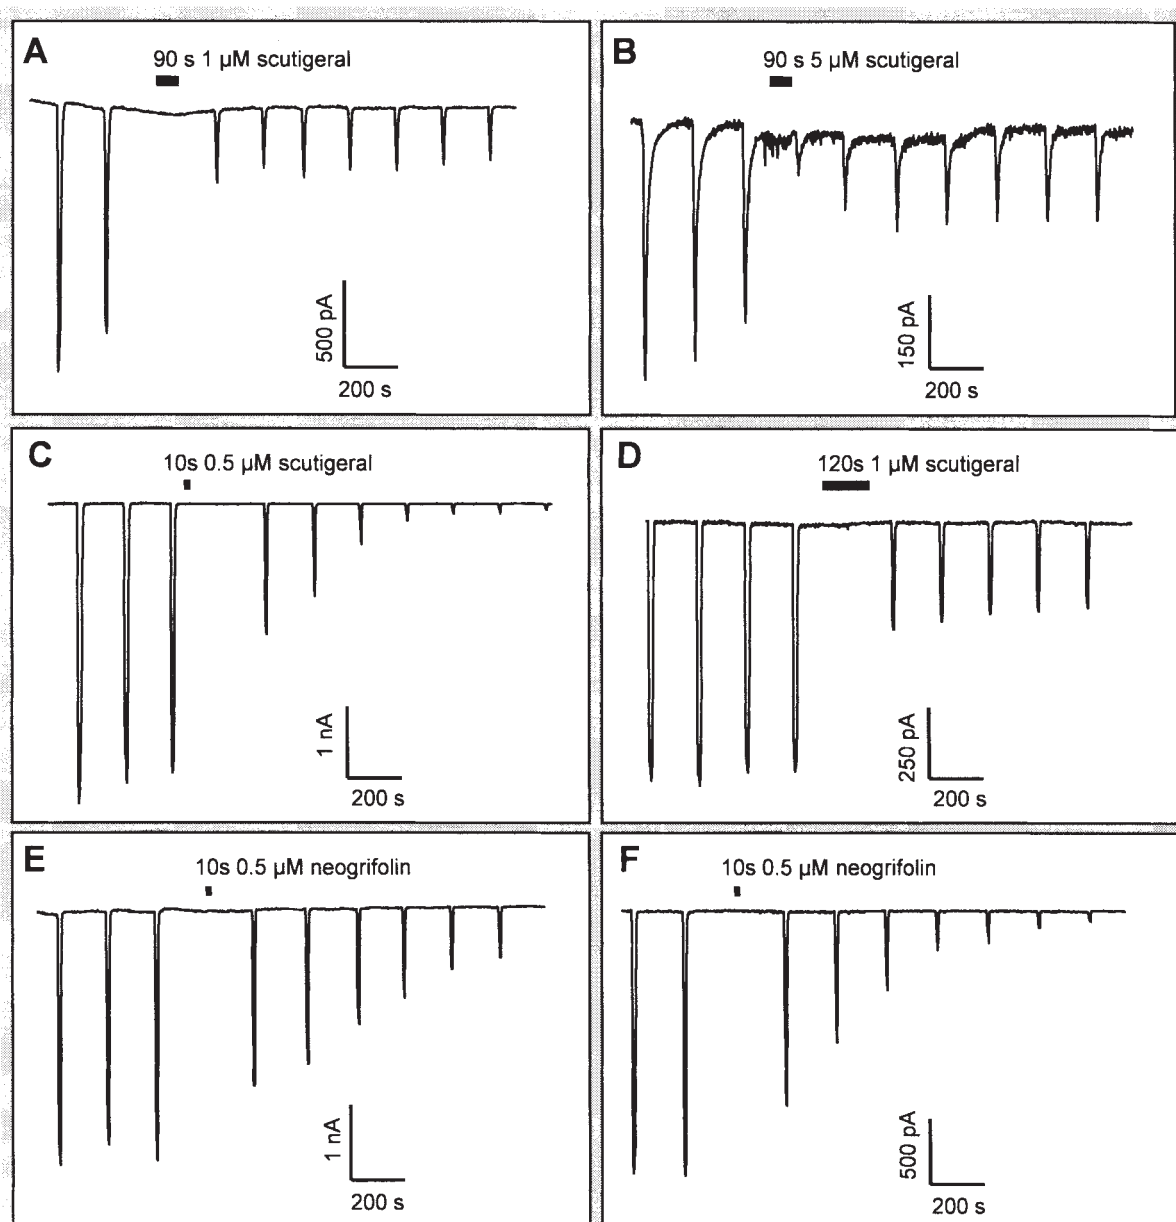 A
90 s 1 µM scutigeral
500 pA
200 s
B
90 s 5 µM scutigeral
150 pA
200 s
C
10s 0.5 µM scutigeral
1 nA
200 s
D
120s 1 µM scutigeral
250 pA
200 s
E
10s 0.5 µM neogrifolin
1 nA
200 s
F
10s 0.5 µM neogrifolin
500 pA
200 s